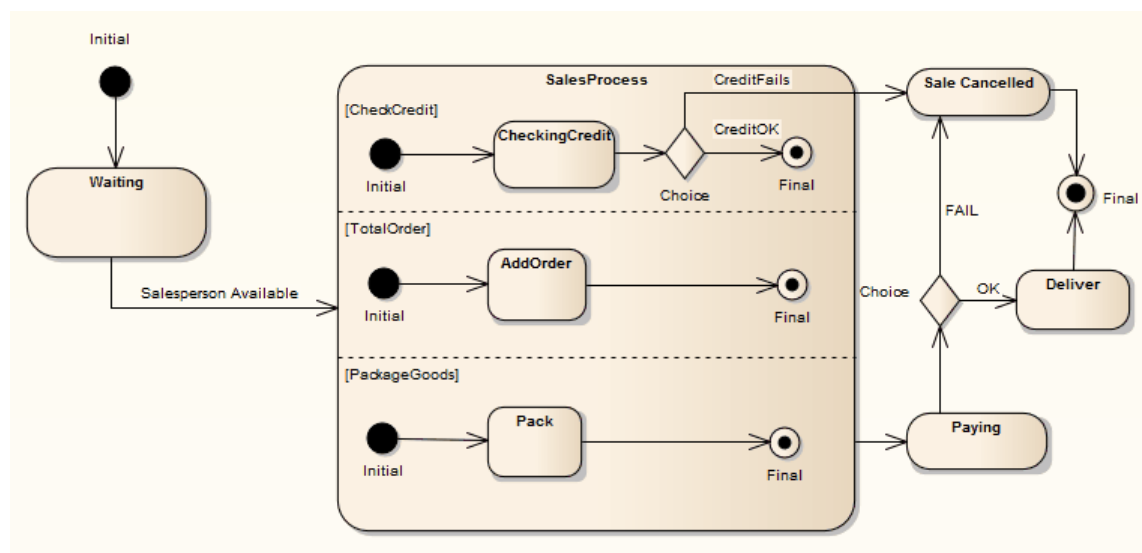 Initial
Waiting
Salesperson Available
SalesProcess
[CheckCredit]
Initial
CheckingCredit
Choice
CreditFails
CreditOK
Final
[TotalOrder]
Initial
AddOrder
Final
[PackageGoods]
Initial
Pack
Final
Sale Cancelled
Final
FAIL
Choice
OK
Deliver
Paying